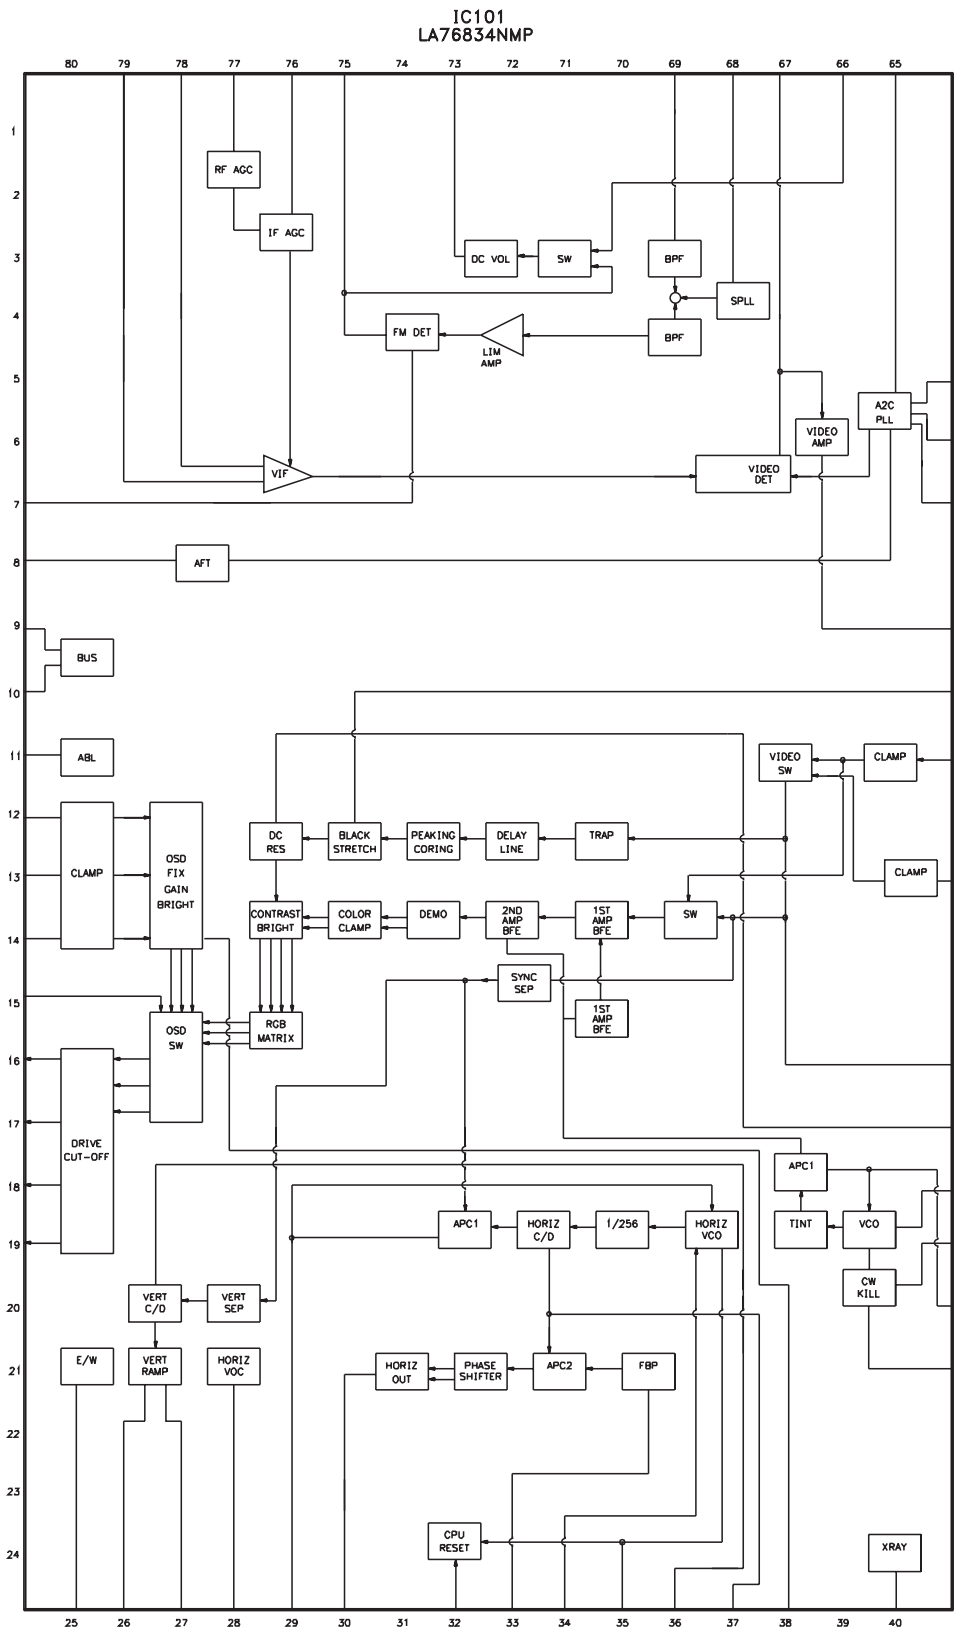 IC101
LA76834NMP
80 79 78 77 76 75 74 73 72 71 70 69 68 67 66 65
1
RF AGC
2
IF AGC
3
DC VOL
SW
BPF
SPLL
4
FM DET
LIM
AMP
BPF
5
A2C
PLL
VIDEO
AMP
6
VIF
VIDEO
DET
7
8
AFT
9
BUS
10
11
ABL
VIDEO
SW
CLAMP
12
DC
RES
BLACK
STRETCH
PEAKING
CORING
DELAY
LINE
TRAP
13
CLAMP
OSD
FIX
GAIN
BRIGHT
CLAMP
CONTRAST
BRIGHT
COLOR
CLAMP
DEMO
2ND
AMP
BFE
1ST
AMP
BFE
SW
14
SYNC
SEP
15
OSD
SW
RGB
MATRIX
1ST
AMP
BFE
16
17
DRIVE
CUT-OFF
APC1
18
APC1
HORIZ
C/D
1/256
HORIZ
VCO
TINT
VCO
19
CW
KILL
20
VERT
C/D
VERT
SEP
21
E/W
VERT
RAMP
HORIZ
VOC
HORIZ
OUT
PHASE
SHIFTER
APC2
FBP
22
23
24
CPU
RESET
XRAY
25 26 27 28 29 30 31 32 33 34 35 36 37 38 39 40